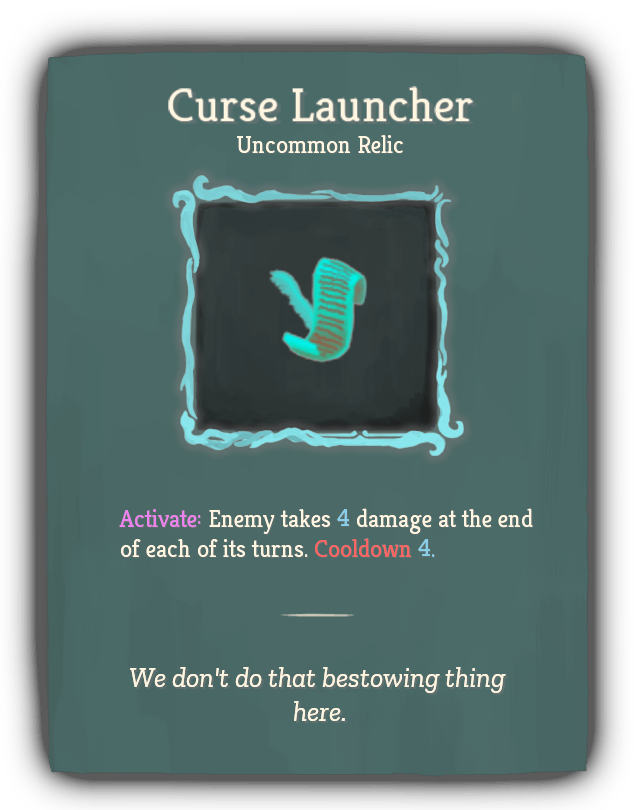 Curse Launcher
Uncommon Relic
Activate: Enemy takes 4 damage at the end
of each of its turns. Cooldown 4.
We don't do that bestowing thing
here.